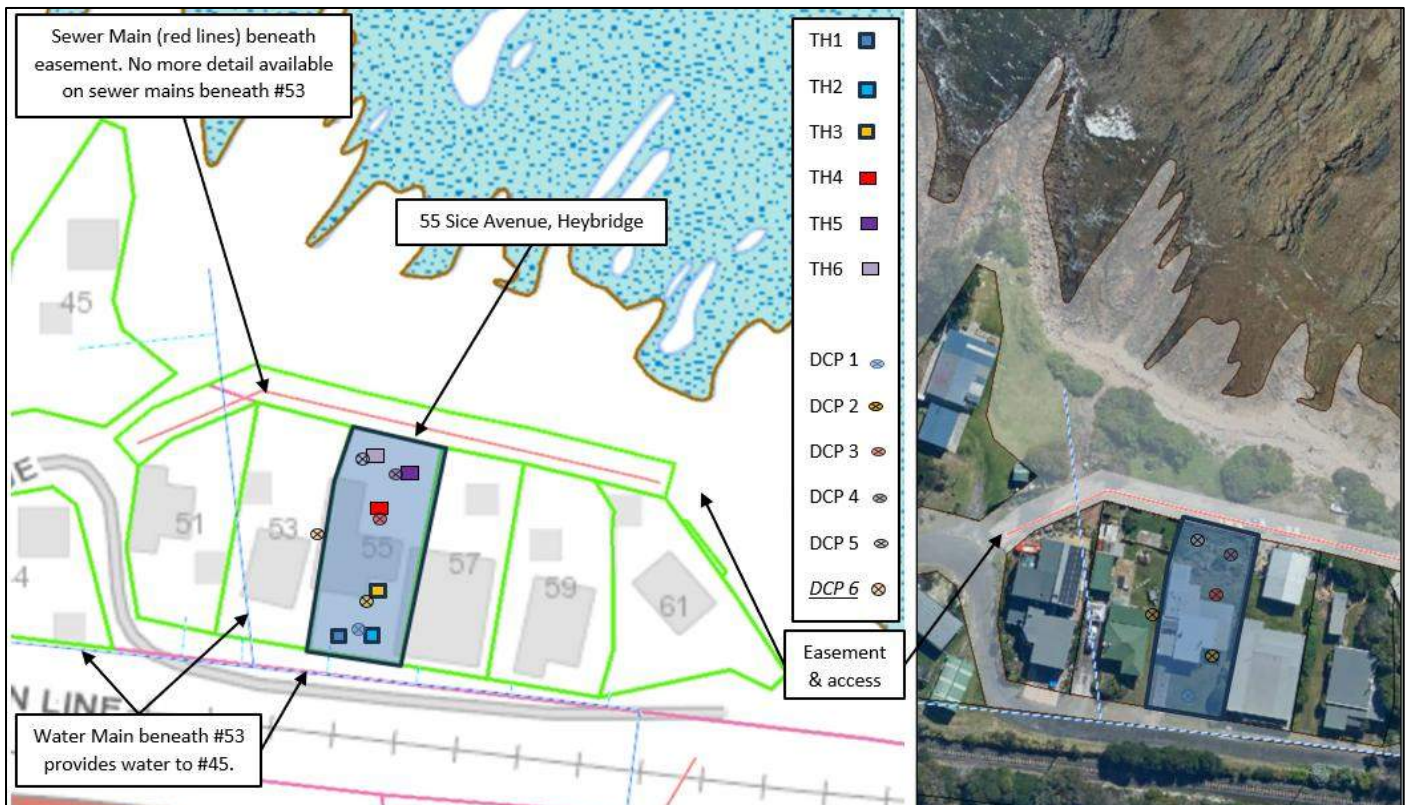 Sewer Main (red lines) beneath
easement. No more detail available
on sewer mains beneath #53
55 Sice Avenue, Heybridge
45
51
53
55
57
59
61
4
N LINE
Water Main beneath #53
provides water to #45.
TH1
TH2
TH3
TH4
TH5
TH6
DCP 1
DCP 2
DCP 3
DCP 4
DCP 5
DCP 6
Easement
& access